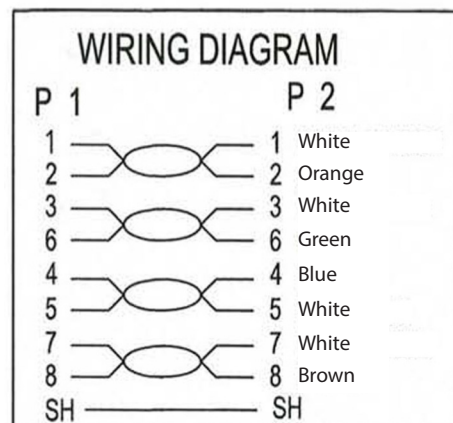 WIRING DIAGRAM
P 1 P 2
1 1 White
2 2 Orange
3 3 White
6 6 Green
4 4 Blue
5 5 White
7 7 White
8 8 Brown
SH SH